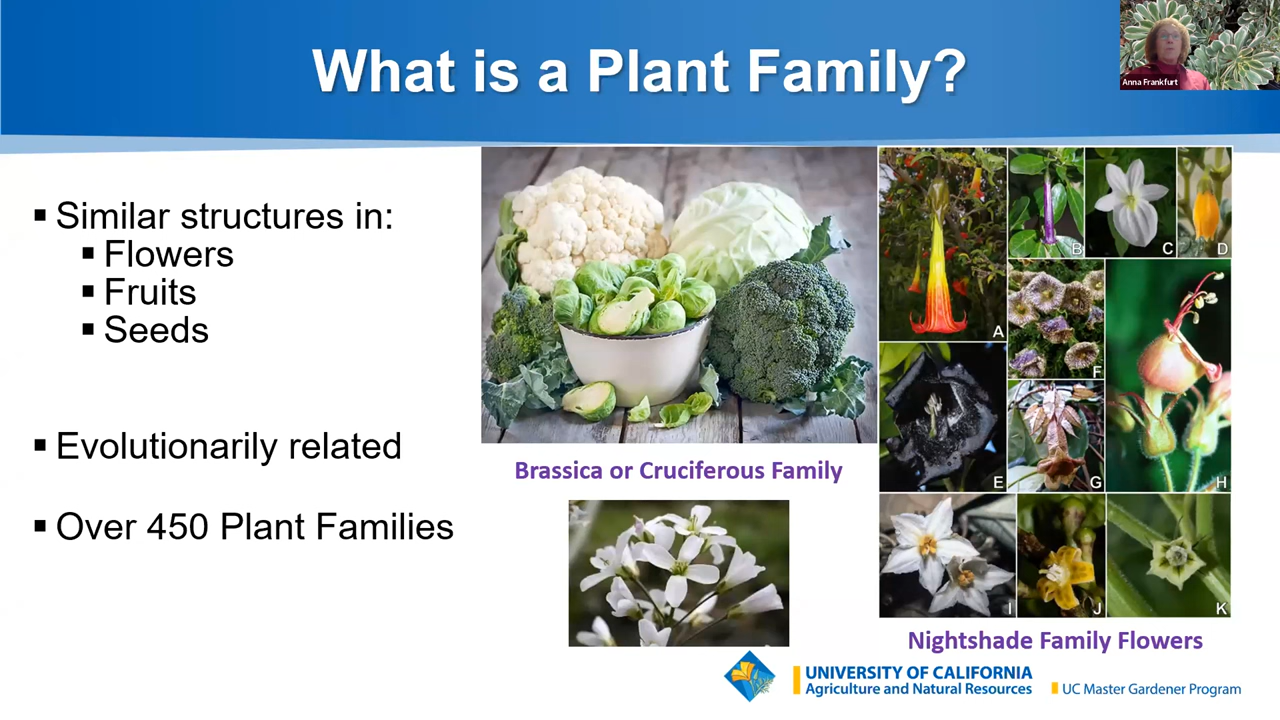 What is a Plant Family?
Anna Frankfurt
▪ Similar structures in:
▪ Flowers
▪ Fruits
▪ Seeds
▪ Evolutionarily related
▪ Over 450 Plant Families
Brassica or Cruciferous Family
A
B
C
D
E
F
G
H
I
J
K
Nightshade Family Flowers
UNIVERSITY OF CALIFORNIA
Agriculture and Natural Resources
UC Master Gardener Program